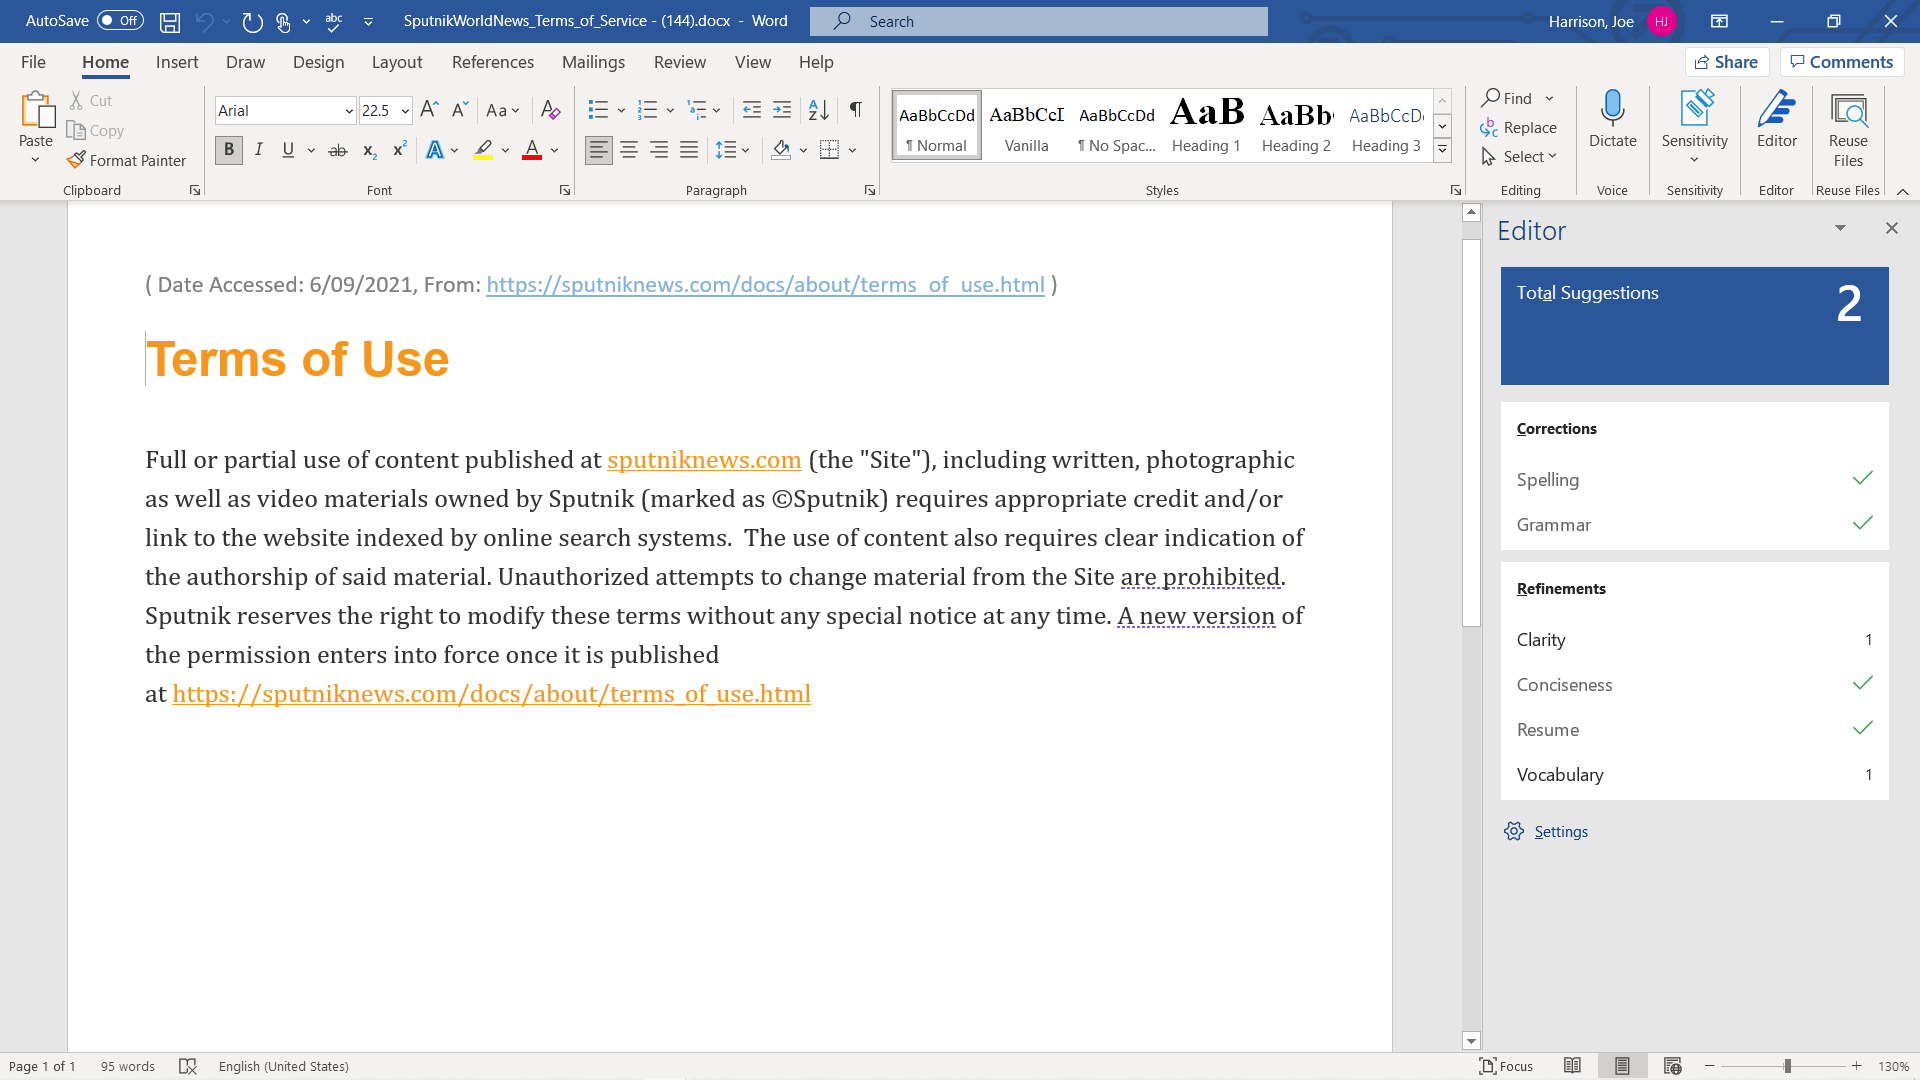 AutoSave Off SputnikWorldNews_Terms_of_Service - (144).docx - Word Search Harrison, Joe HJ
File Home Insert Draw Design Layout References Mailings Review View Help Share Comments
Paste
Cut
Copy
Format Painter
Clipboard
Arial 22.5
Font
Paragraph
AaBbCcDd AaBbCcI AaBbCcDd AaB AaBb AaBbCcD
¶ Normal Vanilla ¶ No Spac... Heading 1 Heading 2 Heading 3
Styles
Find
Replace
Select
Editing
Dictate
Voice
Sensitivity
Sensitivity
Editor
Editor
Reuse
Files
Reuse Files
( Date Accessed: 6/09/2021, From: https://sputniknews.com/docs/about/terms_of_use.html )
Terms of Use
Full or partial use of content published at sputniknews.com (the "Site"), including written, photographic
as well as video materials owned by Sputnik (marked as ©Sputnik) requires appropriate credit and/or
link to the website indexed by online search systems.  The use of content also requires clear indication of
the authorship of said material. Unauthorized attempts to change material from the Site are prohibited.
Sputnik reserves the right to modify these terms without any special notice at any time. A new version of
the permission enters into force once it is published
at https://sputniknews.com/docs/about/terms_of_use.html
Editor
Total Suggestions 2
Corrections
Spelling
Grammar
Refinements
Clarity 1
Conciseness
Resume
Vocabulary 1
Settings
Page 1 of 1 95 words English (United States) Focus 130%